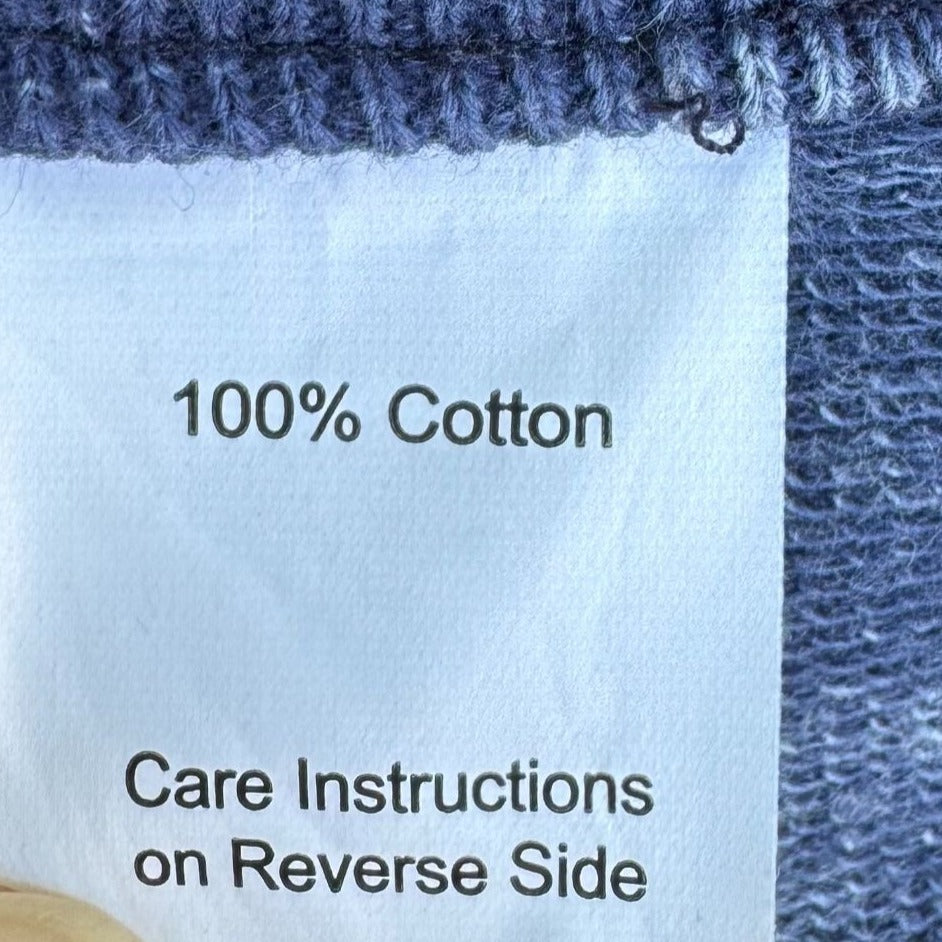 100% Cotton
Care Instructions
on Reverse Side